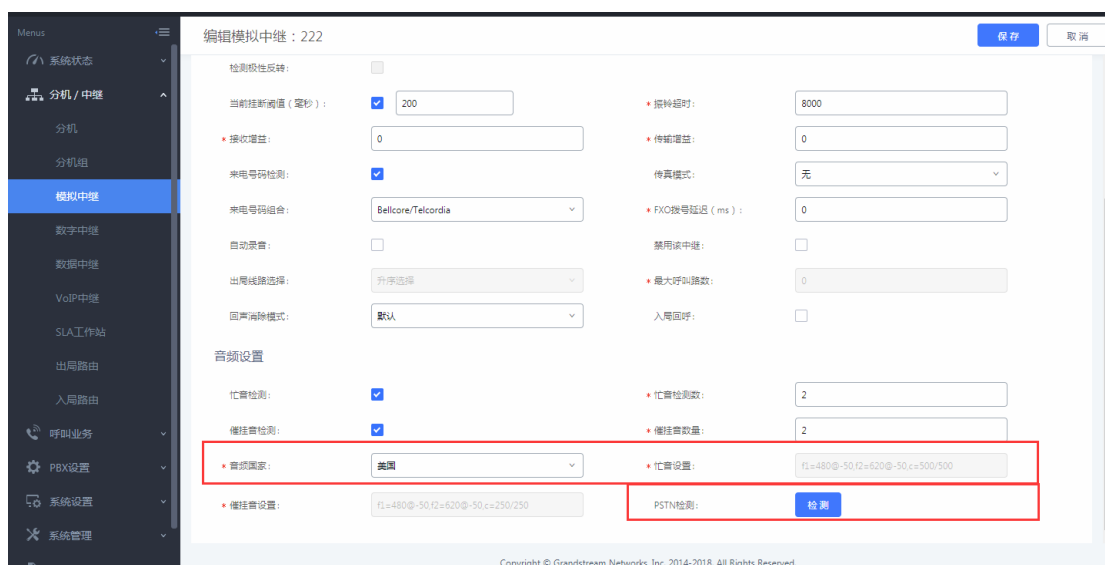 Menus
编辑模拟中继：222
保存
取消
系统状态
分机 / 中继
分机
分机组
模拟中继
数字中继
数据中继
VoIP中继
SLA工作站
出局路由
入局路由
呼叫业务
PBX设置
系统设置
系统管理
检测极性反转：
当前挂断阈值（毫秒）： 200 * 振铃超时： 8000
* 接收增益： 0 * 传输增益： 0
来电号码检测： 传真模式： 无
来电号码组合： Bellcore/Telcordia * FXO拨号延迟（ms）： 0
自动录音： 禁用该中继：
出局线路选择： 升序选择 * 最大呼叫路数： 0
回声消除模式： 默认 入局回呼：
音频设置
忙音检测： * 忙音检测数： 2
催挂音检测： * 催挂音数量： 2
* 音频国家： 美国 * 忙音设置： f1=480@-50,f2=620@-50,c=500/500
* 催挂音设置： f1=480@-50,f2=620@-50,c=250/250 PSTN检测： 检测
Copyright © Grandstream Networks, Inc. 2014-2018. All Rights Reserved.